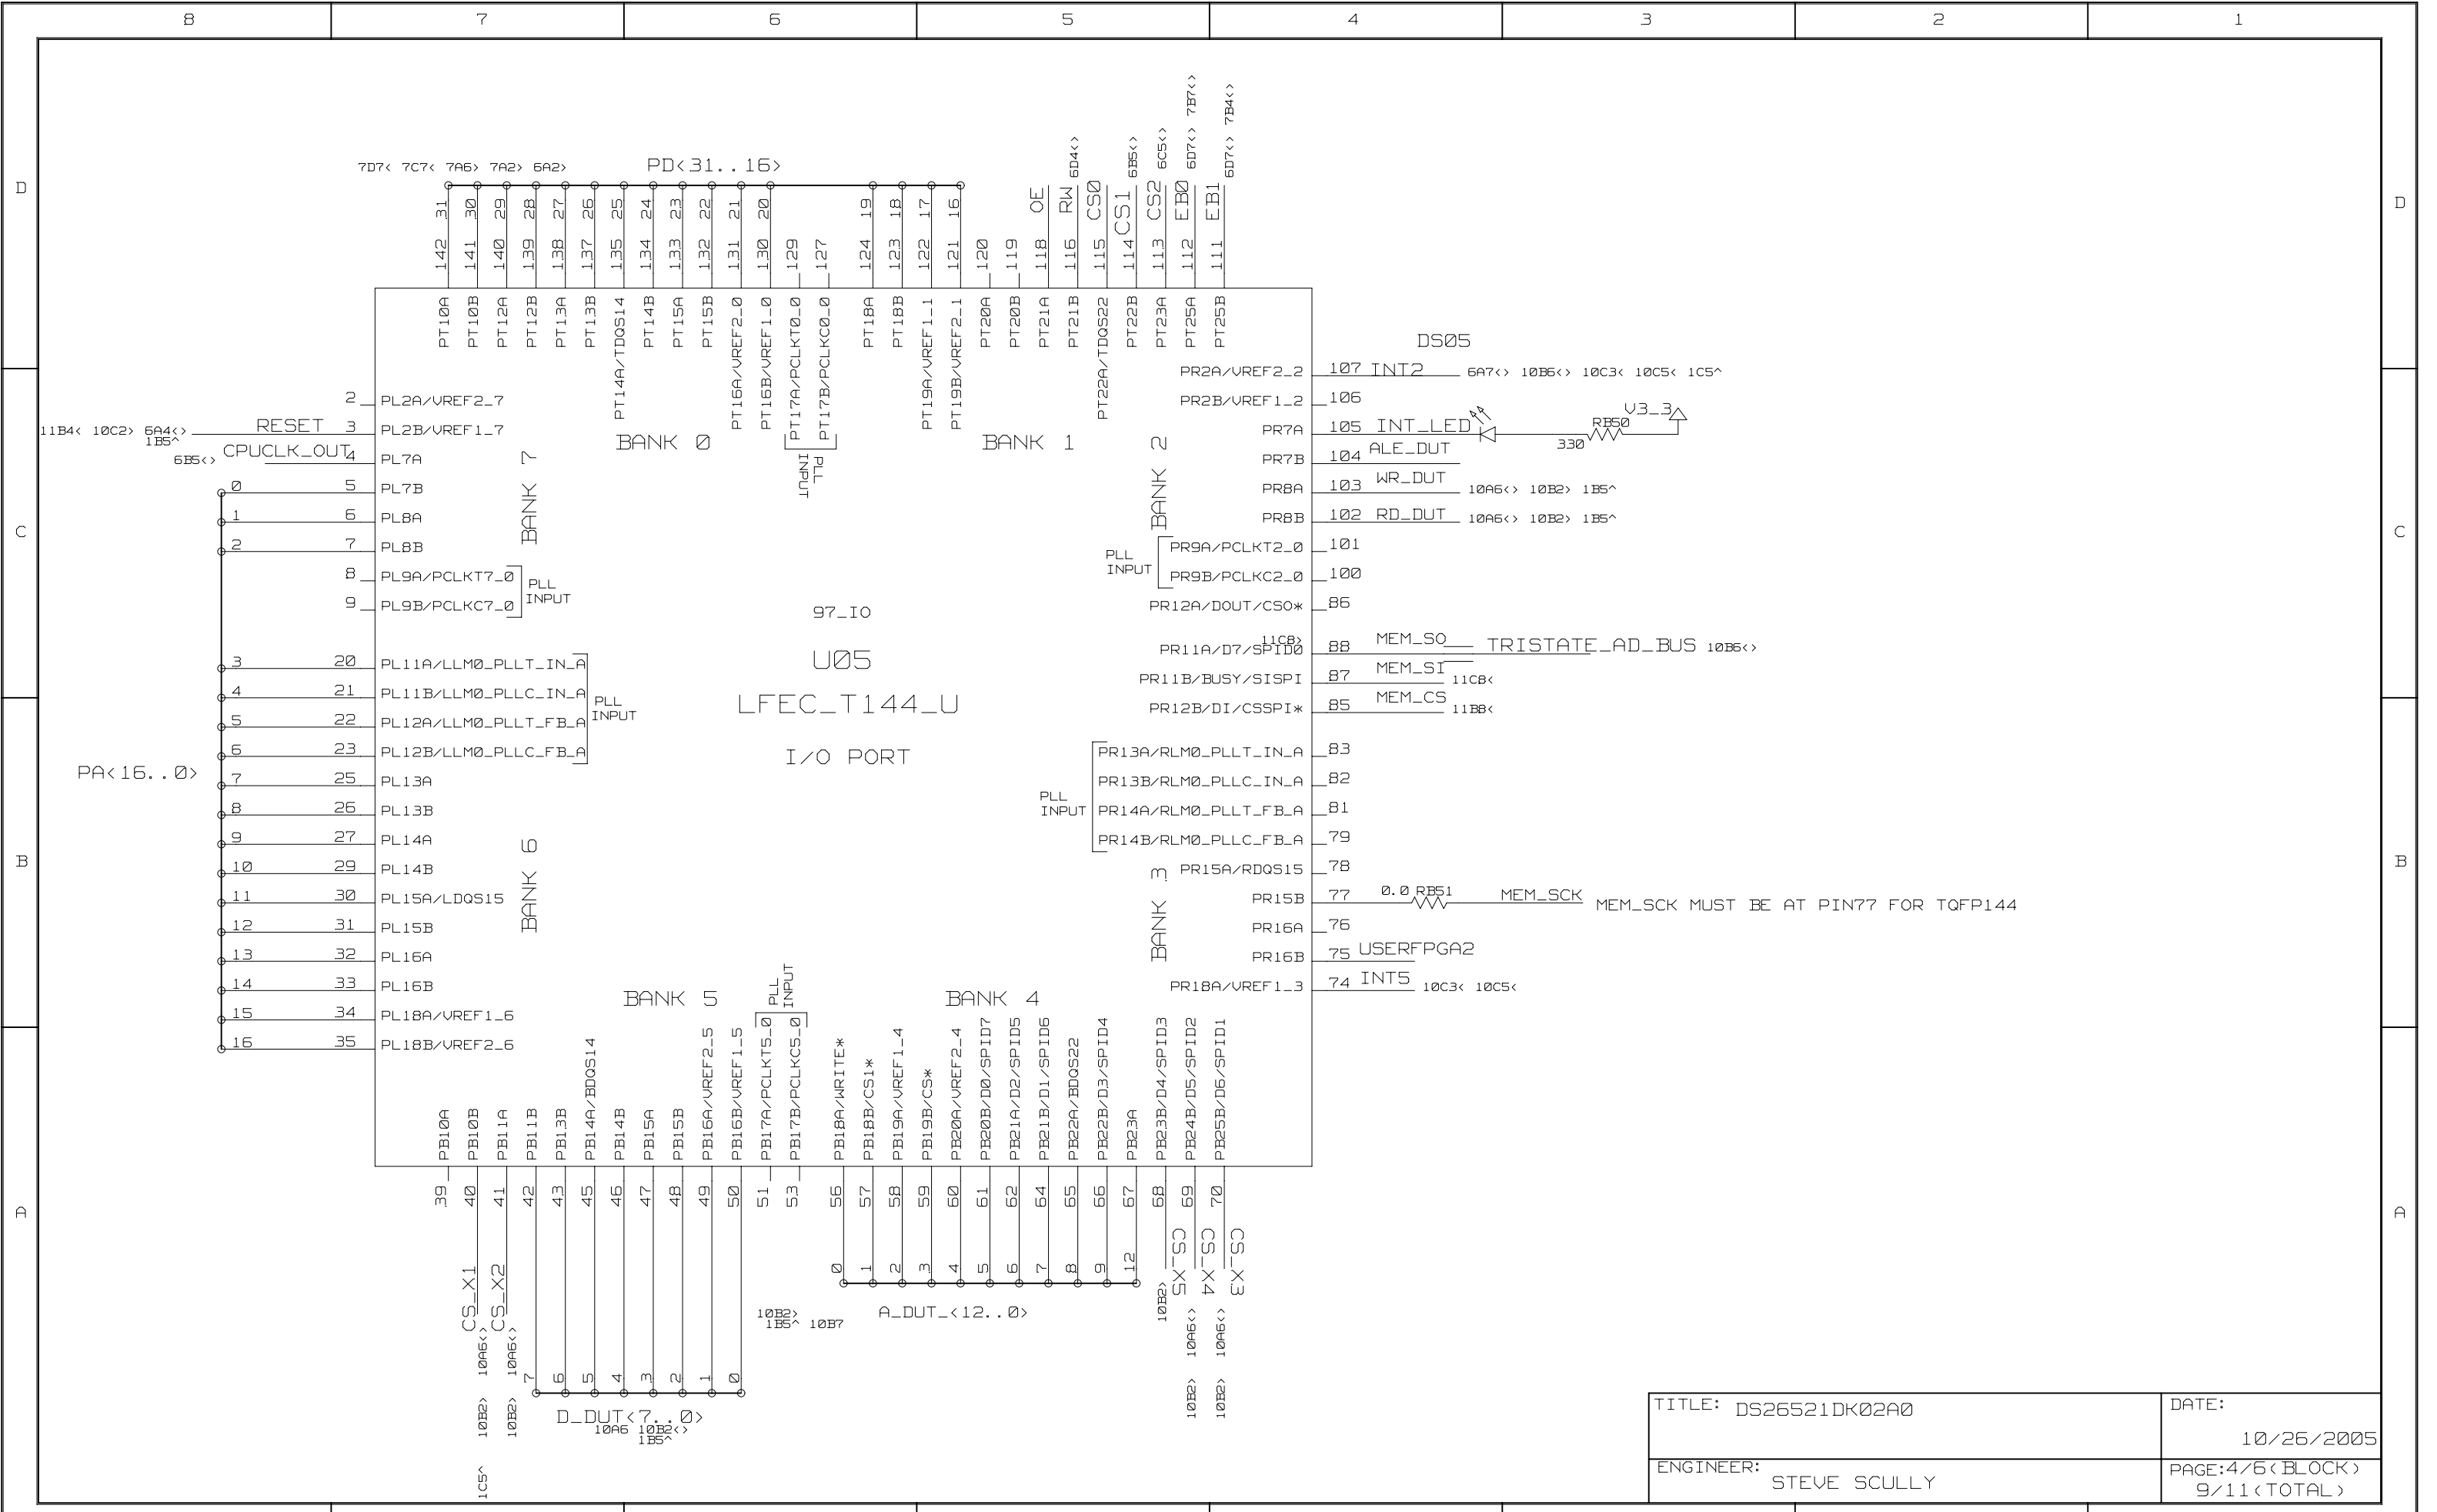 8 7 6 5 4 3 2 1
D
C
B
A
D
C
B
A
7D7< 7C7< 7A6> 7A2> 6A2>
PD<31..16>
142 31
141 30
140 29
139 28
138 27
137 26
135 25
134 24
133 23
132 22
131 21
130 20
129
127
124 19
123 18
122 17
121 16
120
119
118 OE
116 RW 6D4<>
115 CS0
114 CS1 6B5<>
113 CS2 6C5<>
112 EB0 6D7<> 7B7<>
111 EB1 6D7<> 7B4<>
PT10A
PT10B
PT12A
PT12B
PT13A
PT13B
PT14A/TDQS14
PT14B
PT15A
PT15B
PT16A/VREF2_0
PT16B/VREF1_0
PT17A/PCLKT0_0
PT17B/PCLKC0_0
PT18A
PT18B
PT19A/VREF1_1
PT19B/VREF2_1
PT20A
PT20B
PT21A
PT21B
PT22A/TDQS22
PT22B
PT23A
PT25A
PT25B
PLL
INPUT
BANK 0
BANK 1
BANK 7
BANK 2
2 PL2A/VREF2_7
11B4< 10C2> 6A4<>
1B5^
RESET 3 PL2B/VREF1_7
6B5<> CPUCLK_OUT 4 PL7A
0 5 PL7B
1 6 PL8A
2 7 PL8B
8 PL9A/PCLKT7_0
9 PL9B/PCLKC7_0
PLL
INPUT
3 20 PL11A/LLM0_PLLT_IN_A
4 21 PL11B/LLM0_PLLC_IN_A
5 22 PL12A/LLM0_PLLT_FB_A
6 23 PL12B/LLM0_PLLC_FB_A
PLL
INPUT
PA<16..0>
7 25 PL13A
8 26 PL13B
9 27 PL14A
10 29 PL14B
11 30 PL15A/LDQS15
12 31 PL15B
13 32 PL16A
14 33 PL16B
15 34 PL18A/VREF1_6
16 35 PL18B/VREF2_6
BANK 6
97_IO
U05
LFEC_T144_U
I/O PORT
DS05
PR2A/VREF2_2 107 INT2 6A7<> 10B6<> 10C3< 10C5< 1C5^
PR2B/VREF1_2 106
PR7A 105 INT_LED 330 RB50 V3_3
PR7B 104 ALE_DUT
PR8A 103 WR_DUT 10A6<> 10B2> 1B5^
PR8B 102 RD_DUT 10A6<> 10B2> 1B5^
PLL
INPUT
PR9A/PCLKT2_0 101
PR9B/PCLKC2_0 100
PR12A/DOUT/CSO* 86
11C8>
PR11A/D7/SPID0 88 MEM_SO TRISTATE_AD_BUS 10B6<>
PR11B/BUSY/SISPI 87 MEM_SI 11C8<
PR12B/DI/CSSPI* 85 MEM_CS 11B8<
PLL
INPUT
PR13A/RLM0_PLLT_IN_A 83
PR13B/RLM0_PLLC_IN_A 82
PR14A/RLM0_PLLT_FB_A 81
PR14B/RLM0_PLLC_FB_A 79
PR15A/RDQS15 78
PR15B 77 0.0 RB51 MEM_SCK MEM_SCK MUST BE AT PIN77 FOR TQFP144
PR16A 76
PR16B 75 USERFPGA2
PR18A/VREF1_3 74 INT5 10C3< 10C5<
BANK 3
BANK 5
BANK 4
PLL
INPUT
PB10A
PB10B
PB11A
PB11B
PB13B
PB14A/BDQS14
PB14B
PB15A
PB15B
PB16A/VREF2_5
PB16B/VREF1_5
PB17A/PCLKT5_0
PB17B/PCLKC5_0
PB18A/WRITE*
PB18B/CS1*
PB19A/VREF1_4
PB19B/CS*
PB20A/VREF2_4
PB20B/D0/SPID7
PB21A/D2/SPID5
PB21B/D1/SPID6
PB22A/BDQS22
PB22B/D3/SPID4
PB23A
PB23B/D4/SPID3
PB24B/D5/SPID2
PB25B/D6/SPID1
39
40 CS_X1 10A6<> 10B2> 1C5^
41 CS_X2 10A6<> 10B2>
42 7
43 6
45 5
46 4
47 3
48 2
49 1
50 0
51
53
56 0
57 1
58 2
59 3
60 4
61 5
62 6
64 7
65 8
66 9
67 12
68 CS_X5 10B2>
69 CS_X4 10A6<> 10B2>
70 CS_X3 10A6<> 10B2>
10B2>
1B5^ 10B7
A_DUT_<12..0>
D_DUT<7..0>
10A6 10B2<>
1B5^
TITLE: DS26521DK02A0
DATE:
10/26/2005
ENGINEER:
STEVE SCULLY
PAGE:4/6(BLOCK)
9/11(TOTAL)